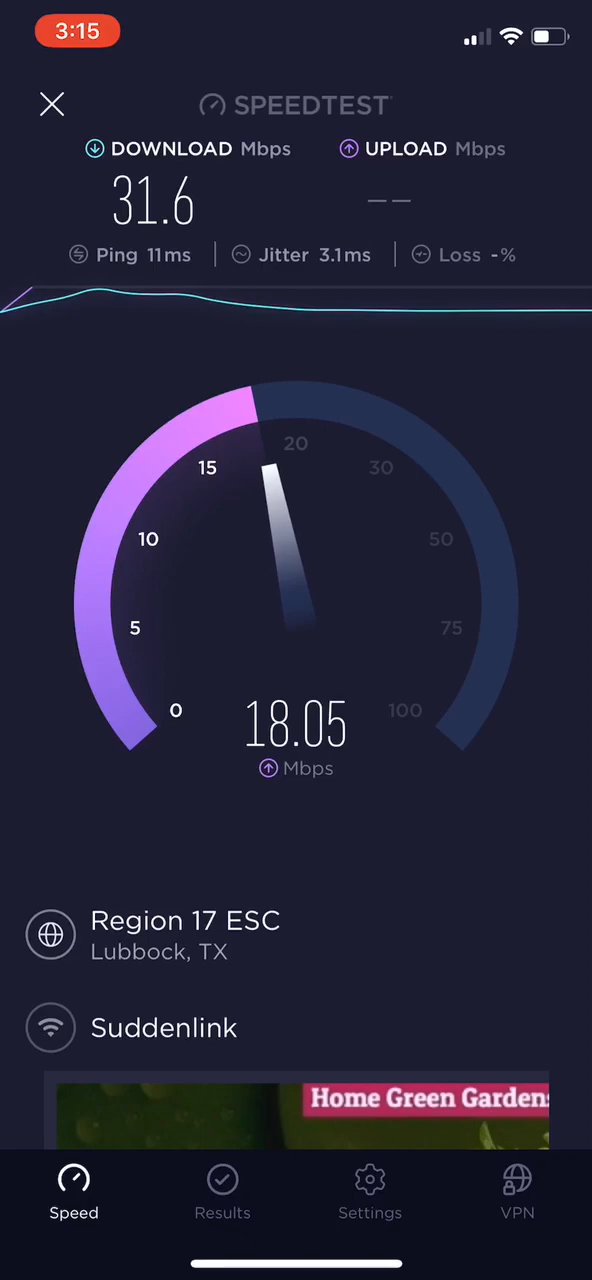 3:15
SPEEDTEST
DOWNLOAD Mbps
UPLOAD Mbps
31.6
— —
Ping 11ms
Jitter 3.1ms
Loss -%
20
15
30
10
50
5
75
0
100
18.05
Mbps
Region 17 ESC
Lubbock, TX
Suddenlink
Home Green Gardens
Speed
Results
Settings
VPN